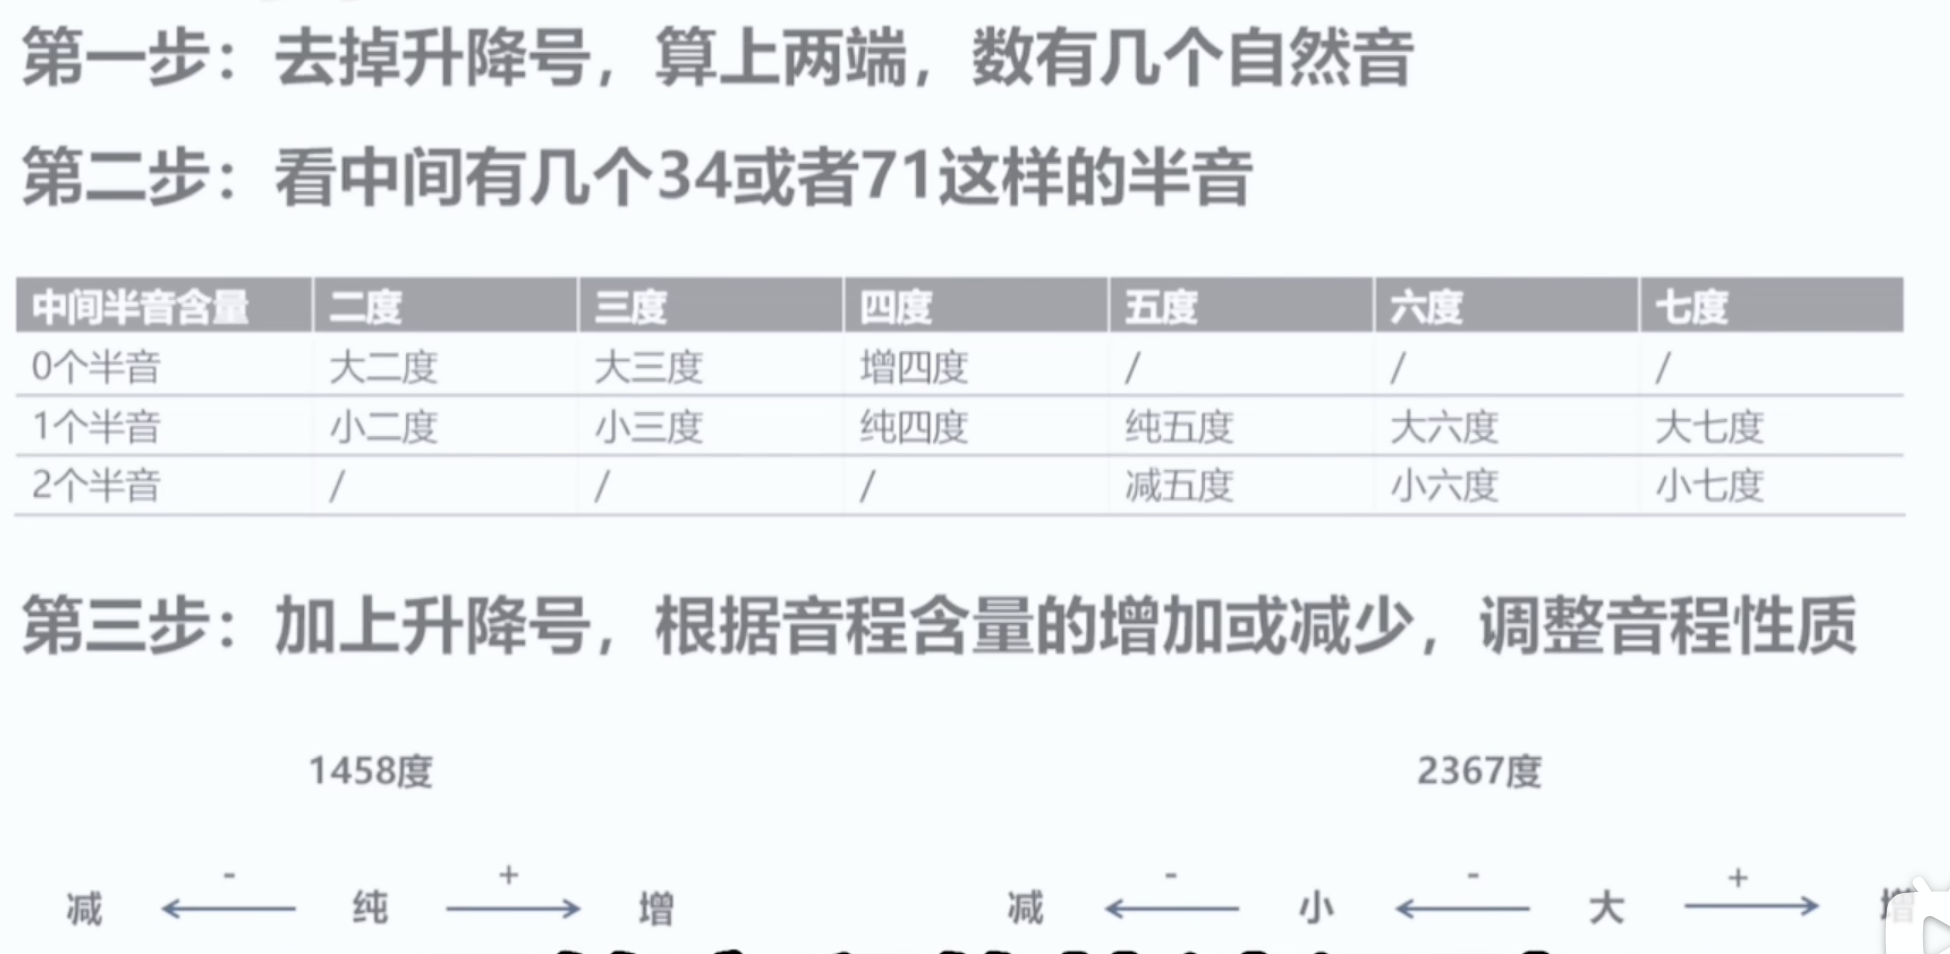 第一步：去掉升降号，算上两端，数有几个自然音
第二步：看中间有几个34或者71这样的半音
中间半音含量 二度 三度 四度 五度 六度 七度
0个半音 大二度 大三度 增四度 / / /
1个半音 小二度 小三度 纯四度 纯五度 大六度 大七度
2个半音 / / / 减五度 小六度 小七度
第三步：加上升降号，根据音程含量的增加或减少，调整音程性质
1458度 2367度
- + - - +
减 纯 增 减 小 大 增